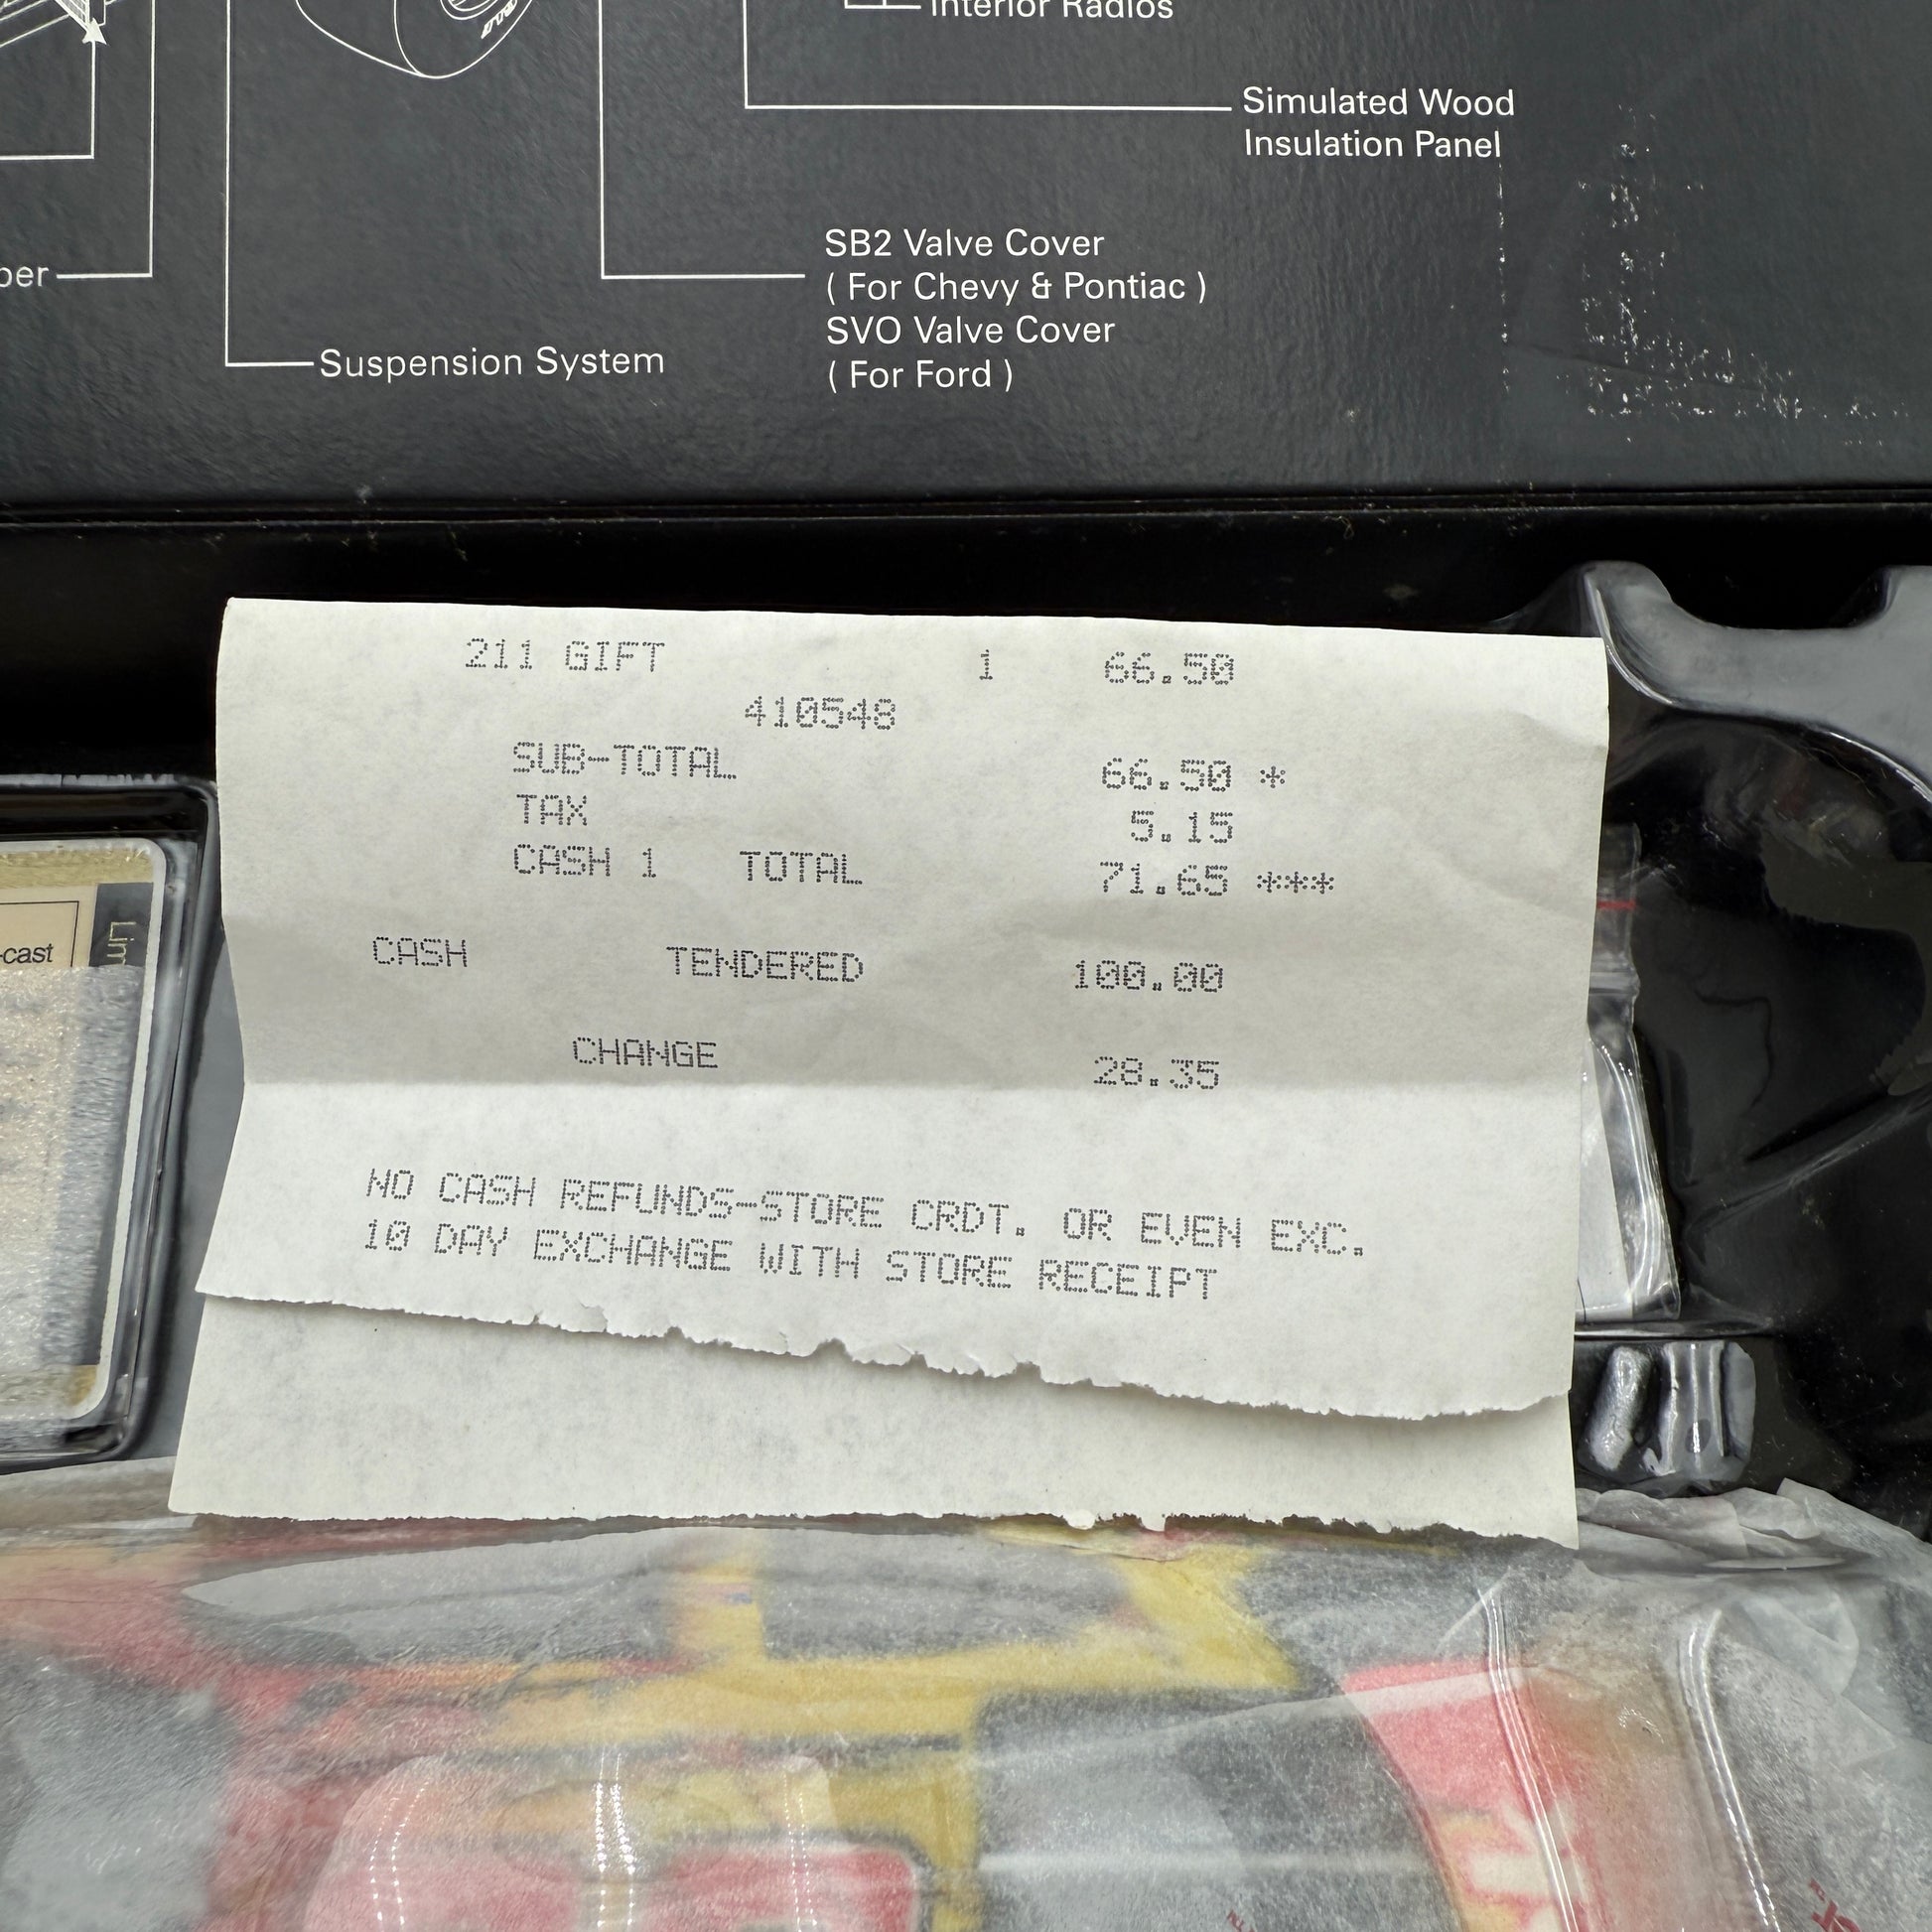 Interior Radios
Simulated Wood
Insulation Panel
SB2 Valve Cover
( For Chevy & Pontiac )
SVO Valve Cover
( For Ford )
Suspension System
211 GIFT 1 66.50
410548
SUB-TOTAL 66.50 *
TAX 5.15
CASH 1 TOTAL 71.65 ***
CASH TENDERED 100.00
CHANGE 28.35
NO CASH REFUNDS-STORE CRDT. OR EVEN EXC.
10 DAY EXCHANGE WITH STORE RECEIPT
-cast